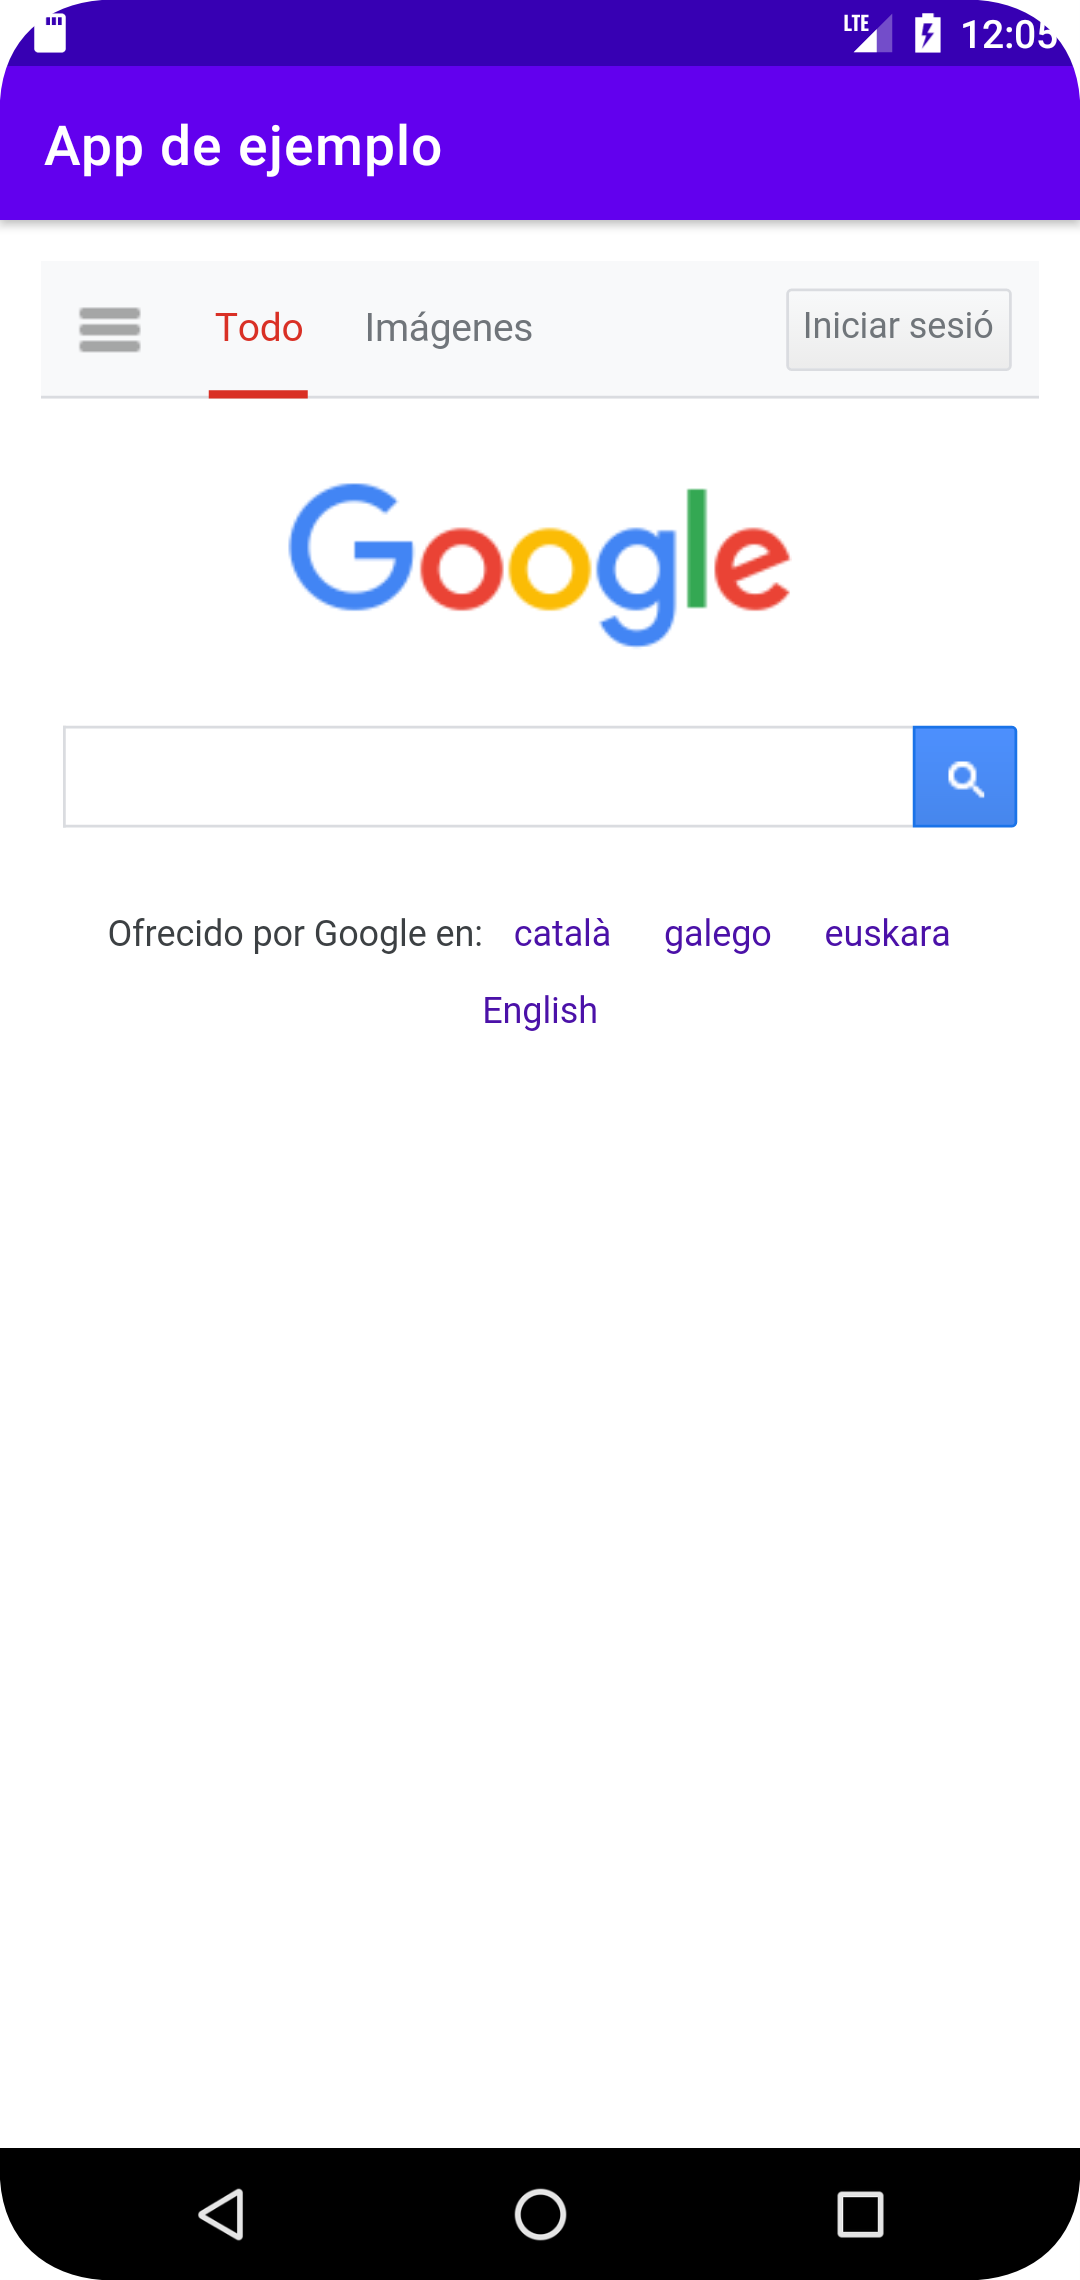 LTE 12:05
App de ejemplo
Todo Imágenes Iniciar sesió
Google
Ofrecido por Google en: català galego euskara
English